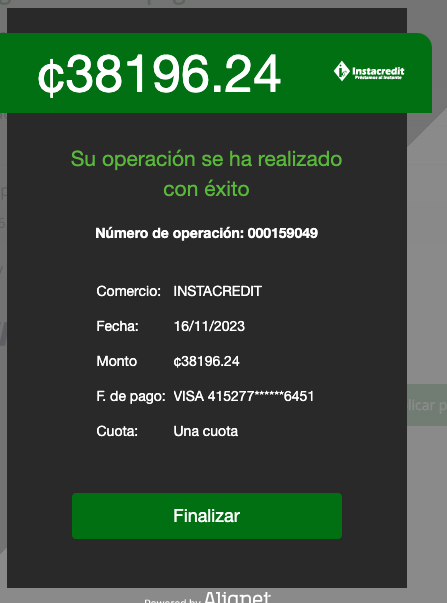 ₡38196.24
Instacredit
Préstamos al Instante
Su operación se ha realizado
con éxito
Número de operación: 000159049
Comercio: INSTACREDIT
Fecha: 16/11/2023
Monto ₡38196.24
F. de pago: VISA 415277******6451
Cuota: Una cuota
licar p
Finalizar
Powered by Alignet